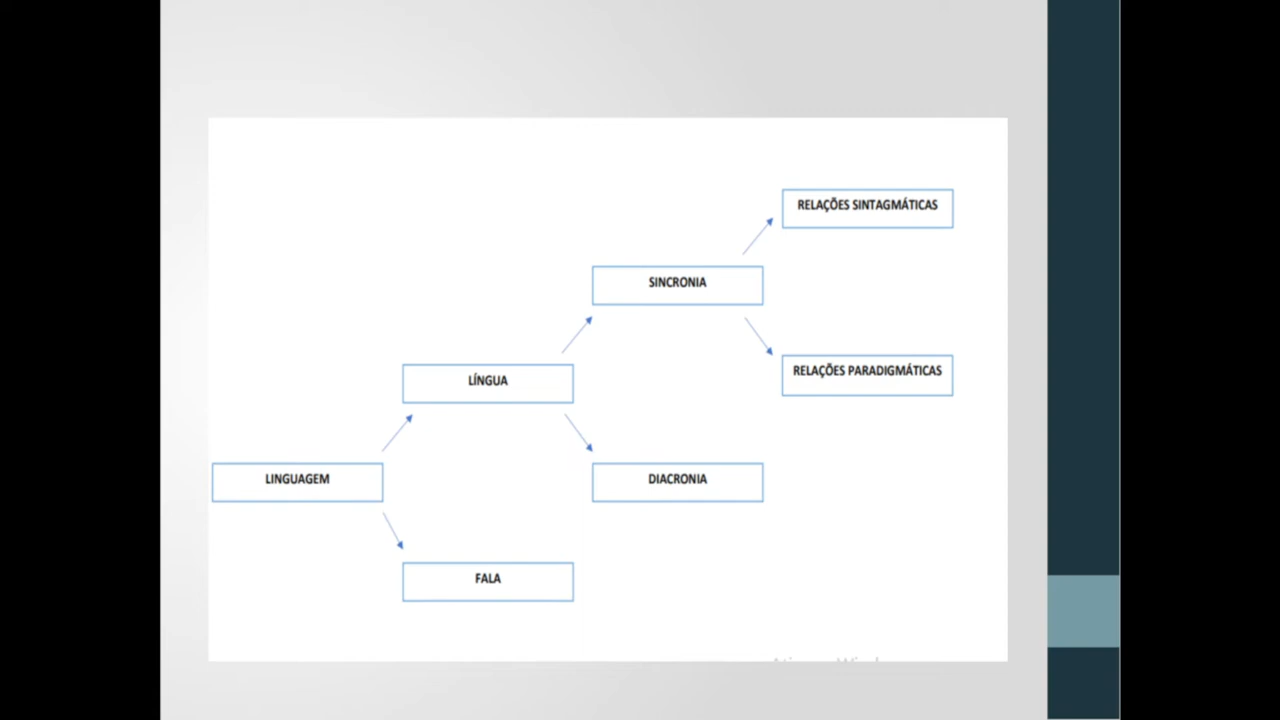 RELAÇÕES SINTAGMÁTICAS
SINCRONIA
RELAÇÕES PARADIGMÁTICAS
LÍNGUA
LINGUAGEM
DIACRONIA
FALA